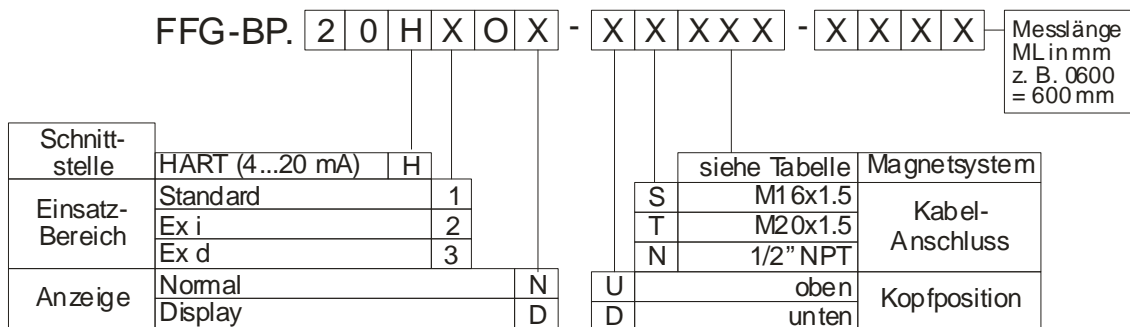 FFG-BP. 2 0 H X O X - X X X X X - X X X X
Messlänge
ML in mm
z. B. 0600
= 600 mm
Schnitt-
stelle HART (4...20 mA) H
Einsatz-
Bereich
Standard 1
Ex i 2
Ex d 3
Anzeige
Normal N
Display D
siehe Tabelle Magnetsystem
S M16x1.5
T M20x1.5
N 1/2" NPT
Kabel-
Anschluss
U oben
D unten
Kopfposition